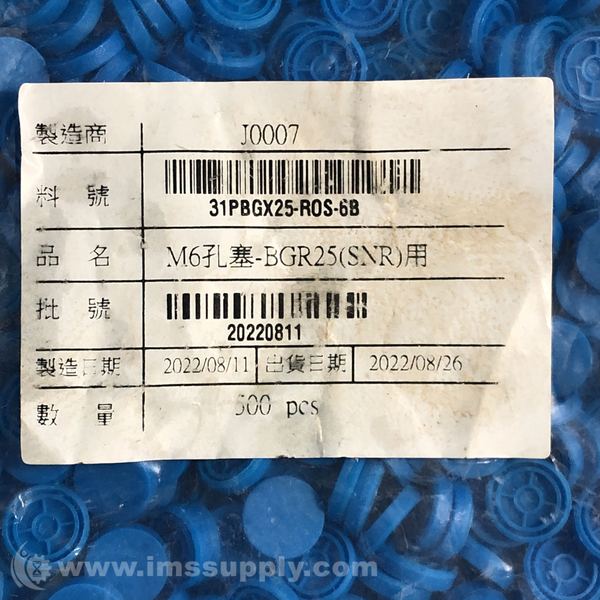 製造商 J0007
料號 31PBGX25-ROS-6B
品名 M6孔塞-BGR25(SNR)用
批號 20220811
製造日期 2022/08/11 出貨日期 2022/08/26
數量 500 pcs
www.imssupply.com